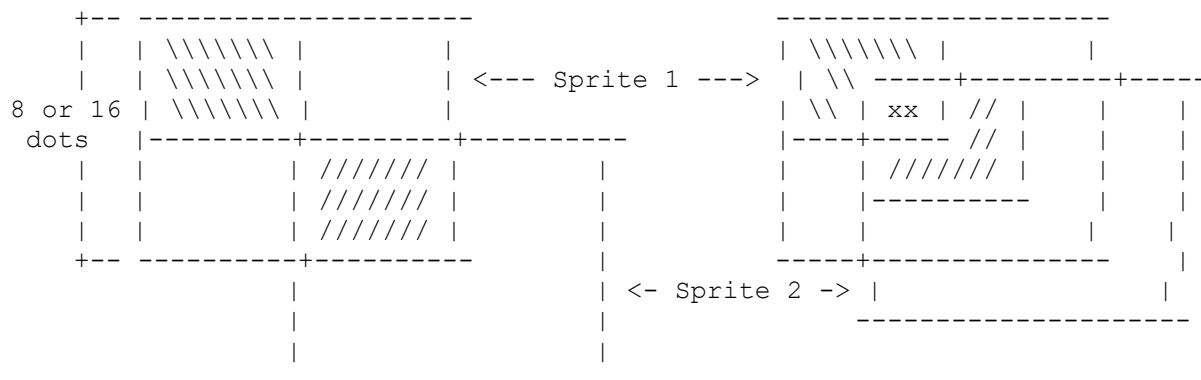 +-- ----------------------                    ----------------------
|   | \\\\\\\ |         |                     | \\\\\\\ |         |
|   | \\\\\\\ |         | <--- Sprite 1 --->  | \\ -----+---------+-----
8 or 16 | \\\\\\\ |         |                     | \\ | xx | // |    |     |
dots   |---------+---------+----------           |----+----- // |    |     |
|   |         | /////// |         |           |    | /////// |    |     |
|   |         | /////// |         |           |    |----------    |     |
|   |         | /////// |         |           |    |              |    |
+-- ----------+----------         |           -----+----------------    |
|                   | <- Sprite 2 -> |                   |
|                   |                ----------------------
|                   |